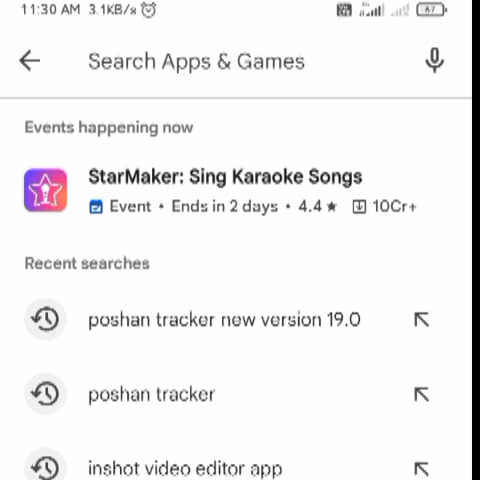 11:30 AM 3.1KB/s
67
Search Apps & Games
Events happening now
StarMaker: Sing Karaoke Songs
Event • Ends in 2 days • 4.4★ 10Cr+
Recent searches
poshan tracker new version 19.0
poshan tracker
inshot video editor app